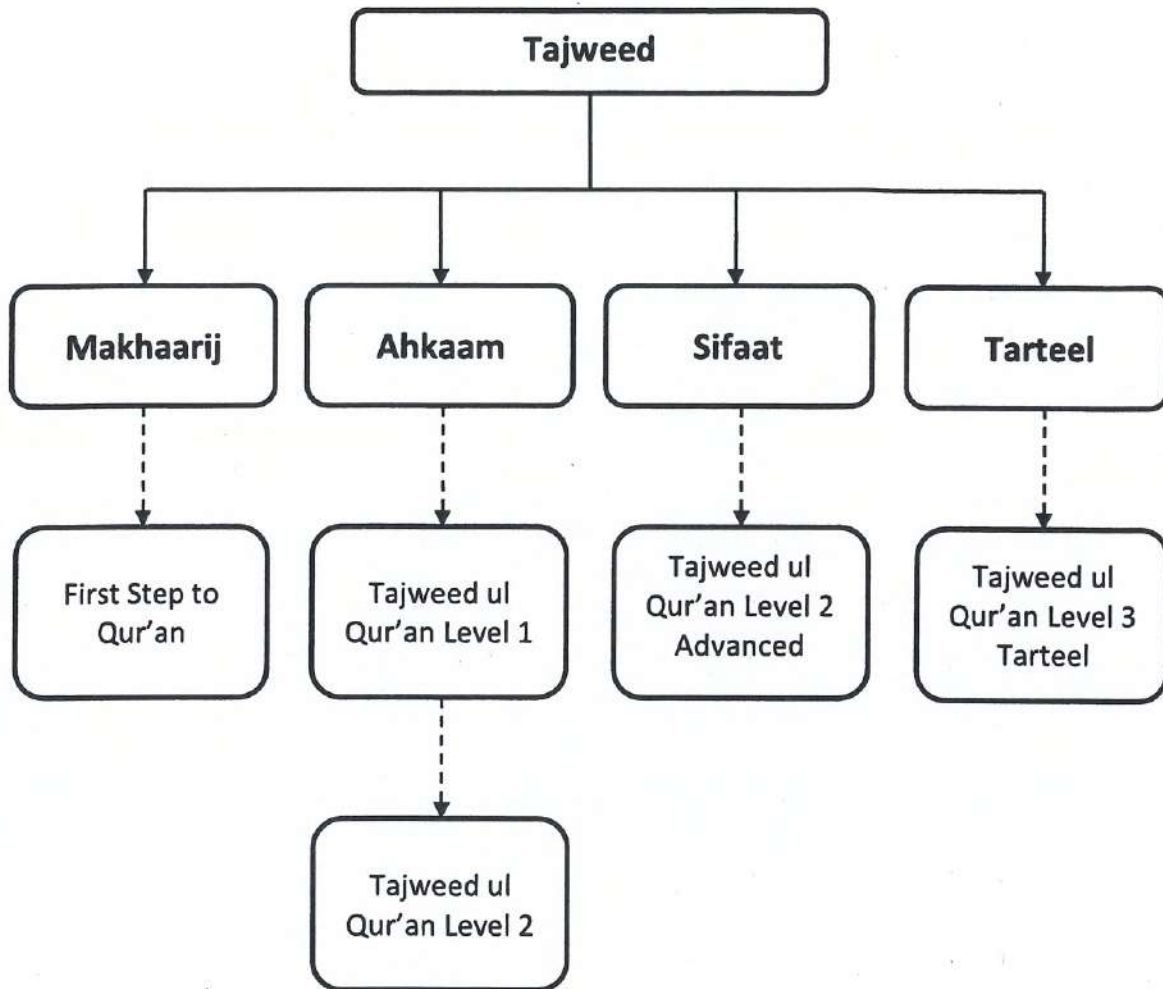 Tajweed
Makhaarij
Ahkaam
Sifaat
Tarteel
First Step to
Qur’an
Tajweed ul
Qur’an Level 1
Tajweed ul
Qur’an Level 2
Advanced
Tajweed ul
Qur’an Level 3
Tarteel
Tajweed ul
Qur’an Level 2